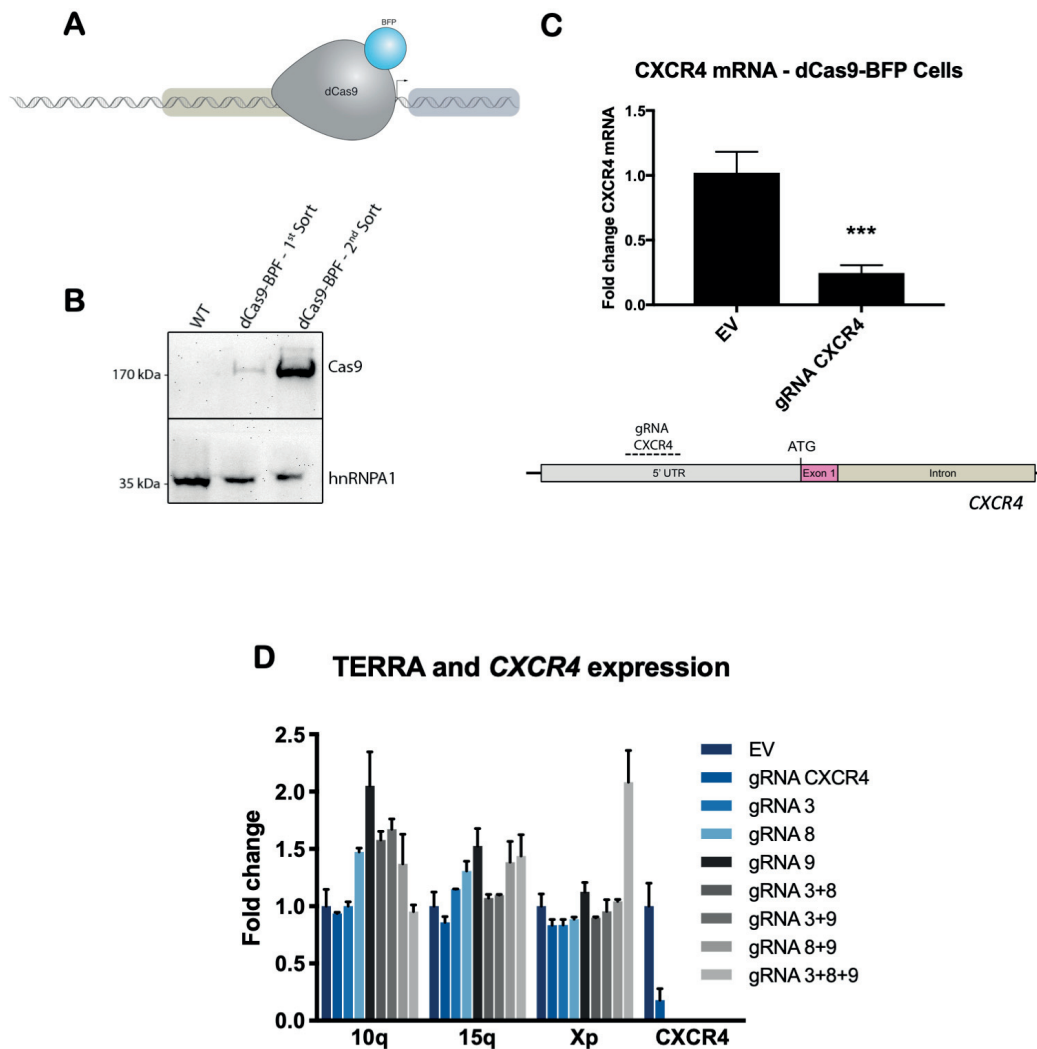 A
BFP
dCas9
B
WT
dCas9-BPF - 1st Sort
dCas9-BPF - 2nd Sort
170 kDa
Cas9
35 kDa
hnRNPA1
C
CXCR4 mRNA - dCas9-BFP Cells
Fold change CXCR4 mRNA
1.5
1.0
0.5
0.0
***
EV
gRNA CXCR4
gRNA
CXCR4
ATG
5' UTR
Exon 1
Intron
CXCR4
D
TERRA and CXCR4 expression
Fold change
2.5
2.0
1.5
1.0
0.5
0.0
10q
15q
Xp
CXCR4
EV
gRNA CXCR4
gRNA 3
gRNA 8
gRNA 9
gRNA 3+8
gRNA 3+9
gRNA 8+9
gRNA 3+8+9